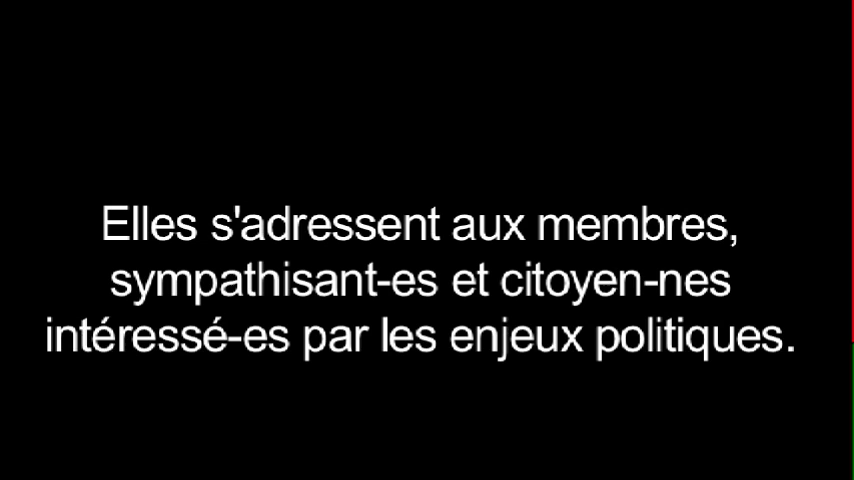 Elles s'adressent aux membres,
sympathisant-es et citoyen-nes
intéressé-es par les enjeux politiques.